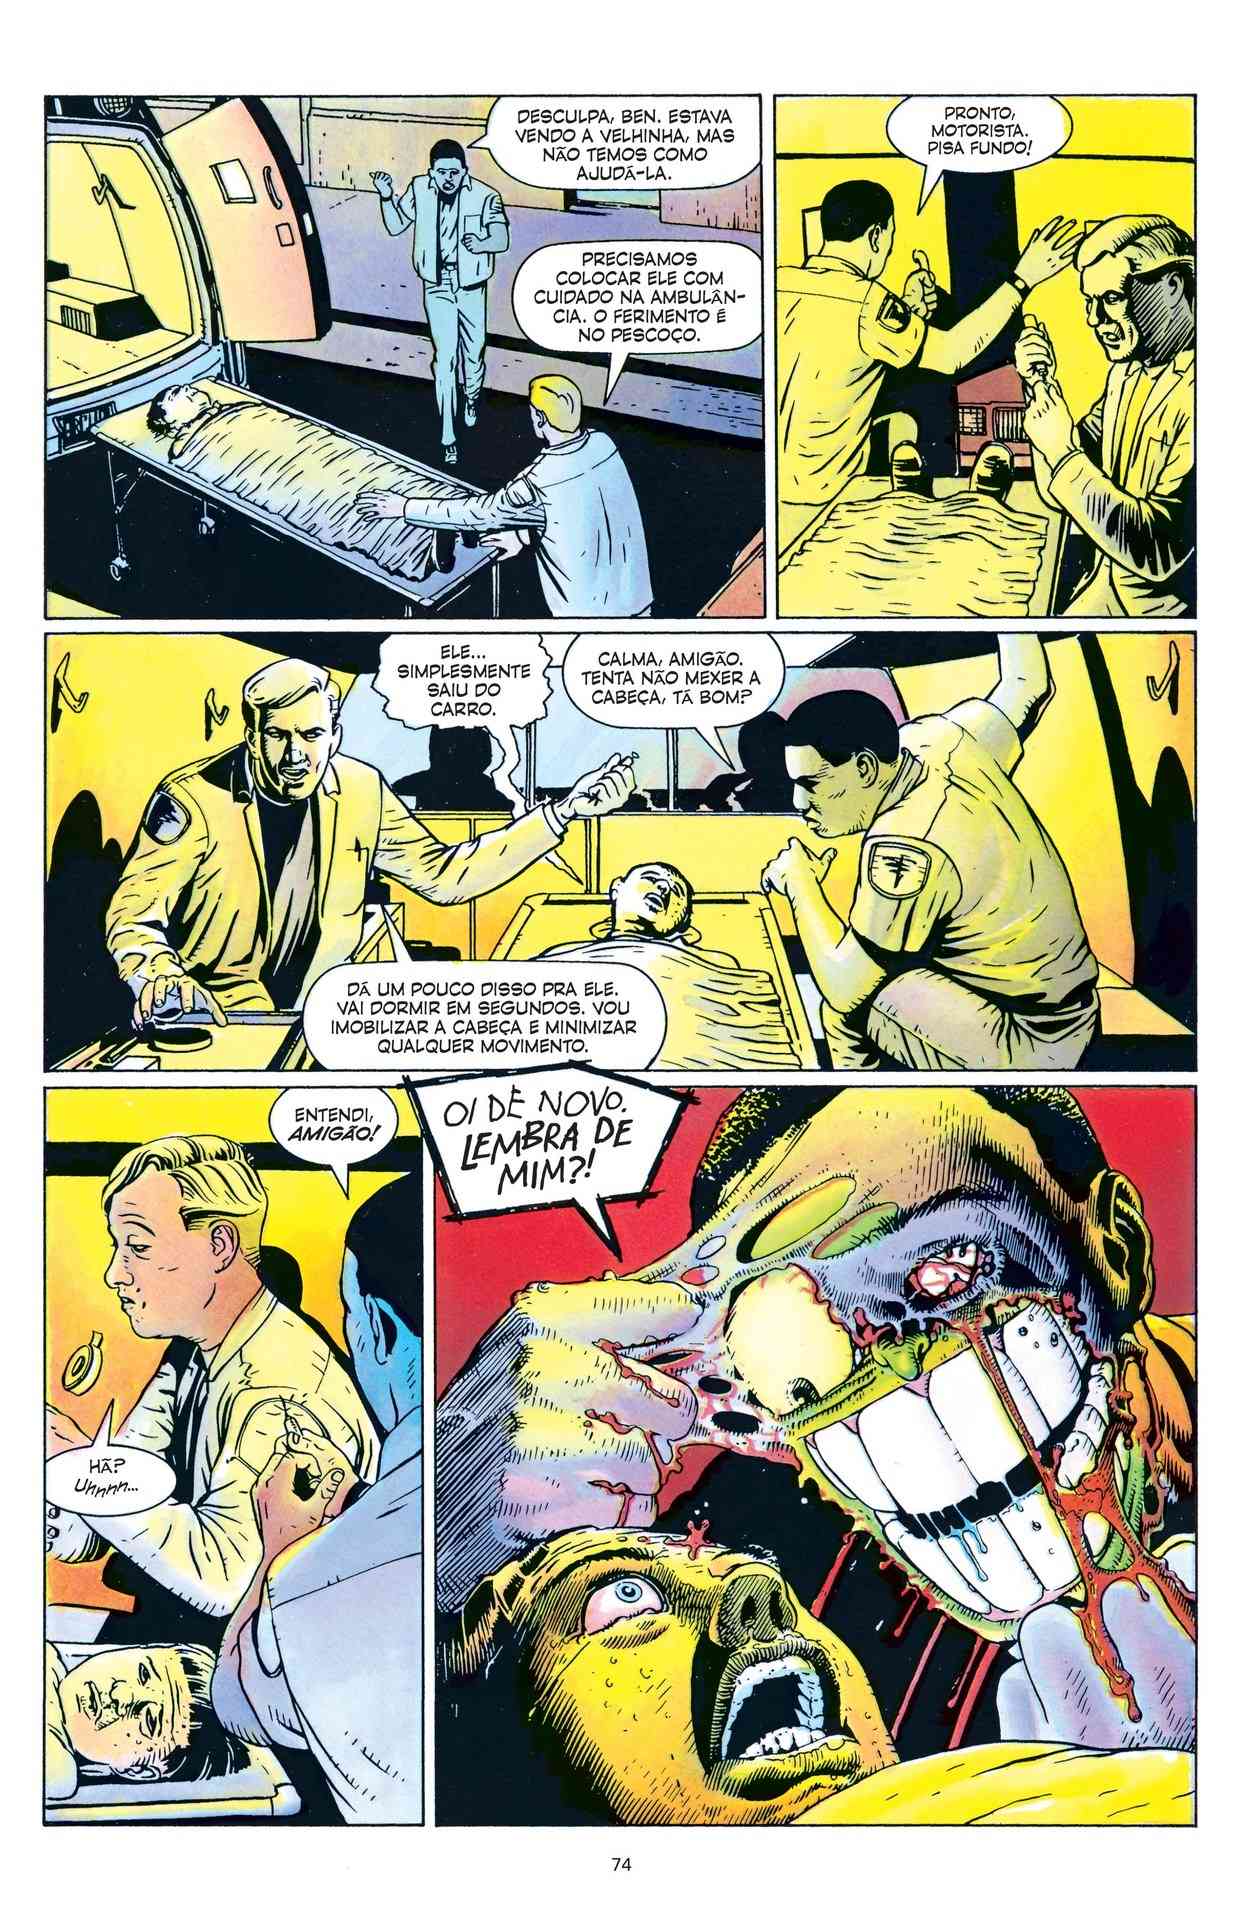 DESCULPA, BEN. ESTAVA
VENDO A VELHINHA, MAS
NÃO TEMOS COMO
AJUDÁ-LA.
PRECISAMOS
COLOCAR ELE COM
CUIDADO NA AMBULÂN-
CIA. O FERIMENTO É
NO PESCOÇO.
PRONTO,
MOTORISTA.
PISA FUNDO!
ELE...
SIMPLESMENTE
SAIU DO
CARRO.
CALMA, AMIGÃO.
TENTA NÃO MEXER A
CABEÇA, TÁ BOM?
DÁ UM POUCO DISSO PRA ELE.
VAI DORMIR EM SEGUNDOS. VOU
IMOBILIZAR A CABEÇA E MINIMIZAR
QUALQUER MOVIMENTO.
ENTENDI,
AMIGÃO!
HÃ?
Uhnnn...
OI DE NOVO.
LEMBRA DE
MIM?!
74